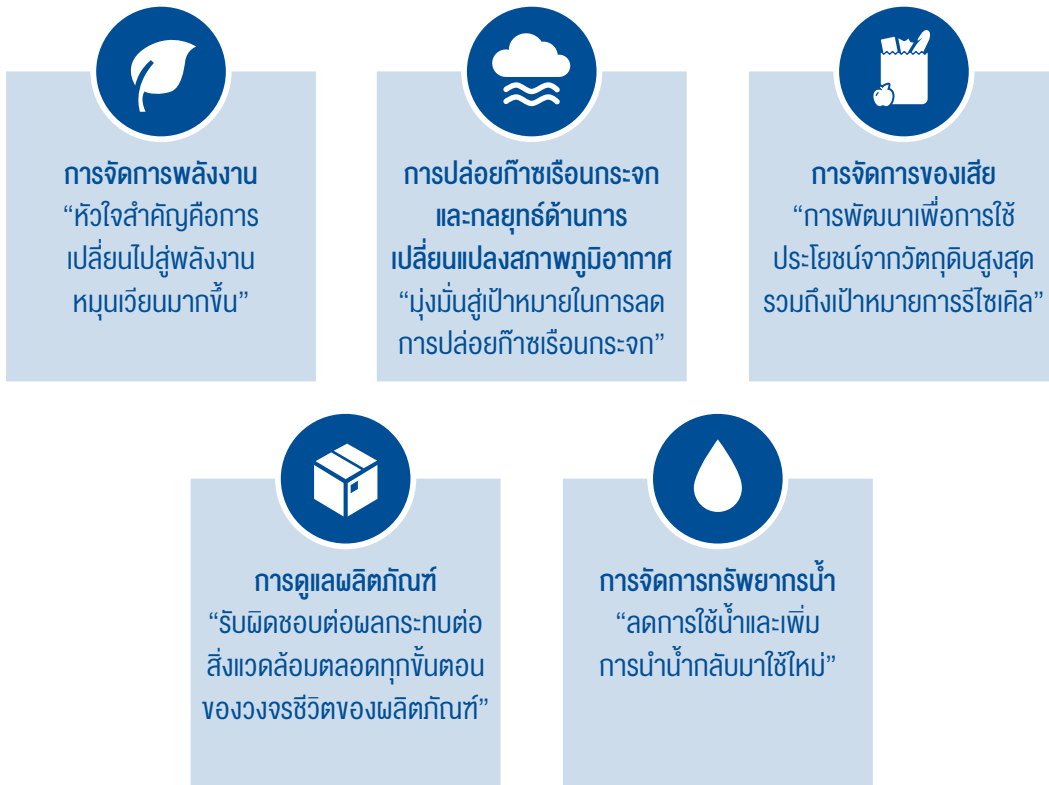 การจัดการพลังงาน
“หัวใจสำคัญคือการ
เปลี่ยนไปสู่พลังงาน
หมุนเวียนมากขึ้น”
การปล่อยก๊าซเรือนกระจก
และกลยุทธ์ด้านการ
เปลี่ยนแปลงสภาพภูมิอากาศ
“มุ่งมั่นสู่เป้าหมายในการลด
การปล่อยก๊าซเรือนกระจก”
การจัดการของเสีย
“การพัฒนาเพื่อการใช้
ประโยชน์จากวัตถุดิบสูงสุด
รวมถึงเป้าหมายการรีไซเคิล”
การดูแลผลิตภัณฑ์
“รับผิดชอบต่อผลกระทบต่อ
สิ่งแวดล้อมตลอดทุกขั้นตอน
ของวงจรชีวิตของผลิตภัณฑ์”
การจัดการทรัพยากรน้ำ
“ลดการใช้น้ำและเพิ่ม
การนำน้ำกลับมาใช้ใหม่”